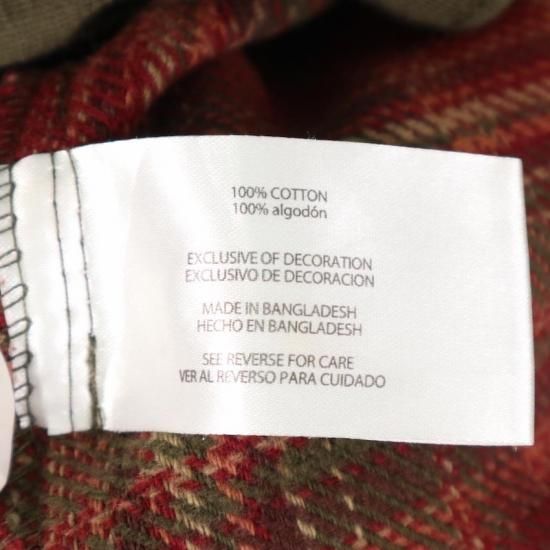 100% COTTON
100% algodón
EXCLUSIVE OF DECORATION
EXCLUSIVO DE DECORACION
MADE IN BANGLADESH
HECHO EN BANGLADESH
SEE REVERSE FOR CARE
VER AL REVERSO PARA CUIDADO